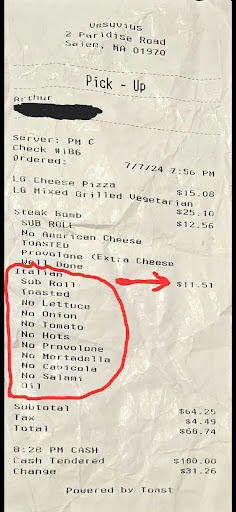 Vesuvius
2 Paridise Road
Salem, MA 01970
Pick - Up
Arthur
Server: PM C
Check #186
Ordered: 7/7/24 7:56 PM
LG Cheese Pizza $15.08
LG Mixed Grilled Vegetarian $25.10
Steak Bomb $12.56
SUB ROLL
No American Cheese
TOASTED
Provolone (Extra Cheese
Well Done
Italian $11.51
Sub Roll
Toasted
No Lettuce
No Onion
No Tomato
No Hots
No Provolone
No Mortadella
No Capicola
No Salami
Oil
Subtotal $64.25
Tax $4.49
Total $68.74
8:28 PM CASH
Cash Tendered $100.00
Change $31.26
Powered by Toast